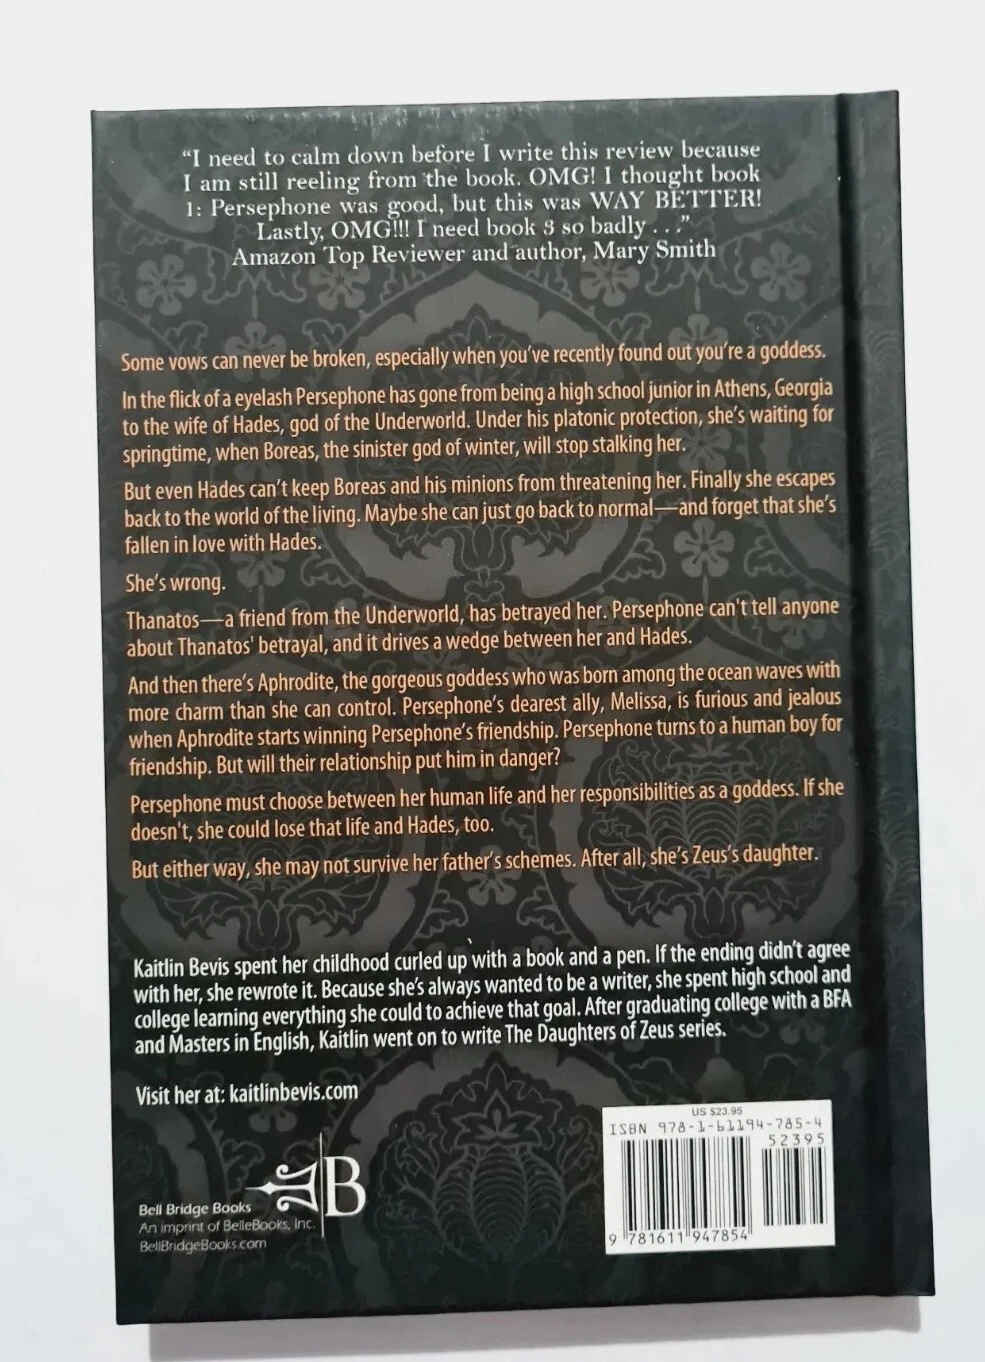 “I need to calm down before I write this review because
I am still reeling from the book. OMG! I thought book
1: Persephone was good, but this was WAY BETTER!
Lastly, OMG!!! I need book 3 so badly . . .”
Amazon Top Reviewer and author, Mary Smith
Some vows can never be broken, especially when you’ve recently found out you’re a goddess.
In the flick of a eyelash Persephone has gone from being a high school junior in Athens, Georgia
to the wife of Hades, god of the Underworld. Under his platonic protection, she’s waiting for
springtime, when Boreas, the sinister god of winter, will stop stalking her.
But even Hades can’t keep Boreas and his minions from threatening her. Finally she escapes
back to the world of the living. Maybe she can just go back to normal—and forget that she’s
fallen in love with Hades.
She’s wrong.
Thanatos—a friend from the Underworld, has betrayed her. Persephone can't tell anyone
about Thanatos' betrayal, and it drives a wedge between her and Hades.
And then there’s Aphrodite, the gorgeous goddess who was born among the ocean waves with
more charm than she can control. Persephone’s dearest ally, Melissa, is furious and jealous
when Aphrodite starts winning Persephone’s friendship. Persephone turns to a human boy for
friendship. But will their relationship put him in danger?
Persephone must choose between her human life and her responsibilities as a goddess. If she
doesn't, she could lose that life and Hades, too.
But either way, she may not survive her father’s schemes. After all, she’s Zeus’s daughter.
Kaitlin Bevis spent her childhood curled up with a book and a pen. If the ending didn’t agree
with her, she rewrote it. Because she’s always wanted to be a writer, she spent high school and
college learning everything she could to achieve that goal. After graduating college with a BFA
and Masters in English, Kaitlin went on to write The Daughters of Zeus series.
Visit her at: kaitlinbevis.com
B
Bell Bridge Books
An imprint of BelleBooks, Inc.
BellBridgeBooks.com
US $23.95
ISBN 978-1-61194-785-4
52395
9 781611 947854